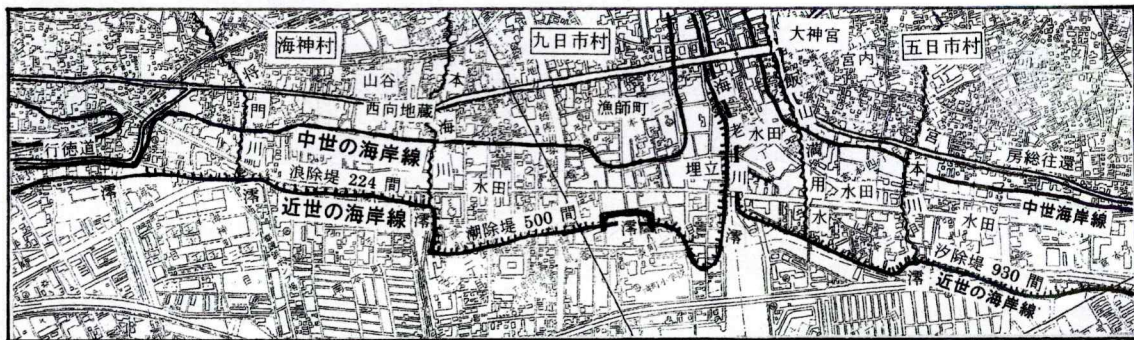 海神村
九日市村
五日市村
大神宮
宮内
山谷
西向地蔵
漁師町
行徳道
門川
本海川
海老川
水田
飯山満用水
宮本川
房総往還
中世の海岸線
中世海岸線
浪除堤 224 間
近世の海岸線
水田
埋立
水田
水田
潮除堤 500 間
汐除堤 930 間
近世の海岸線
澪
澪
澪
澪
澪